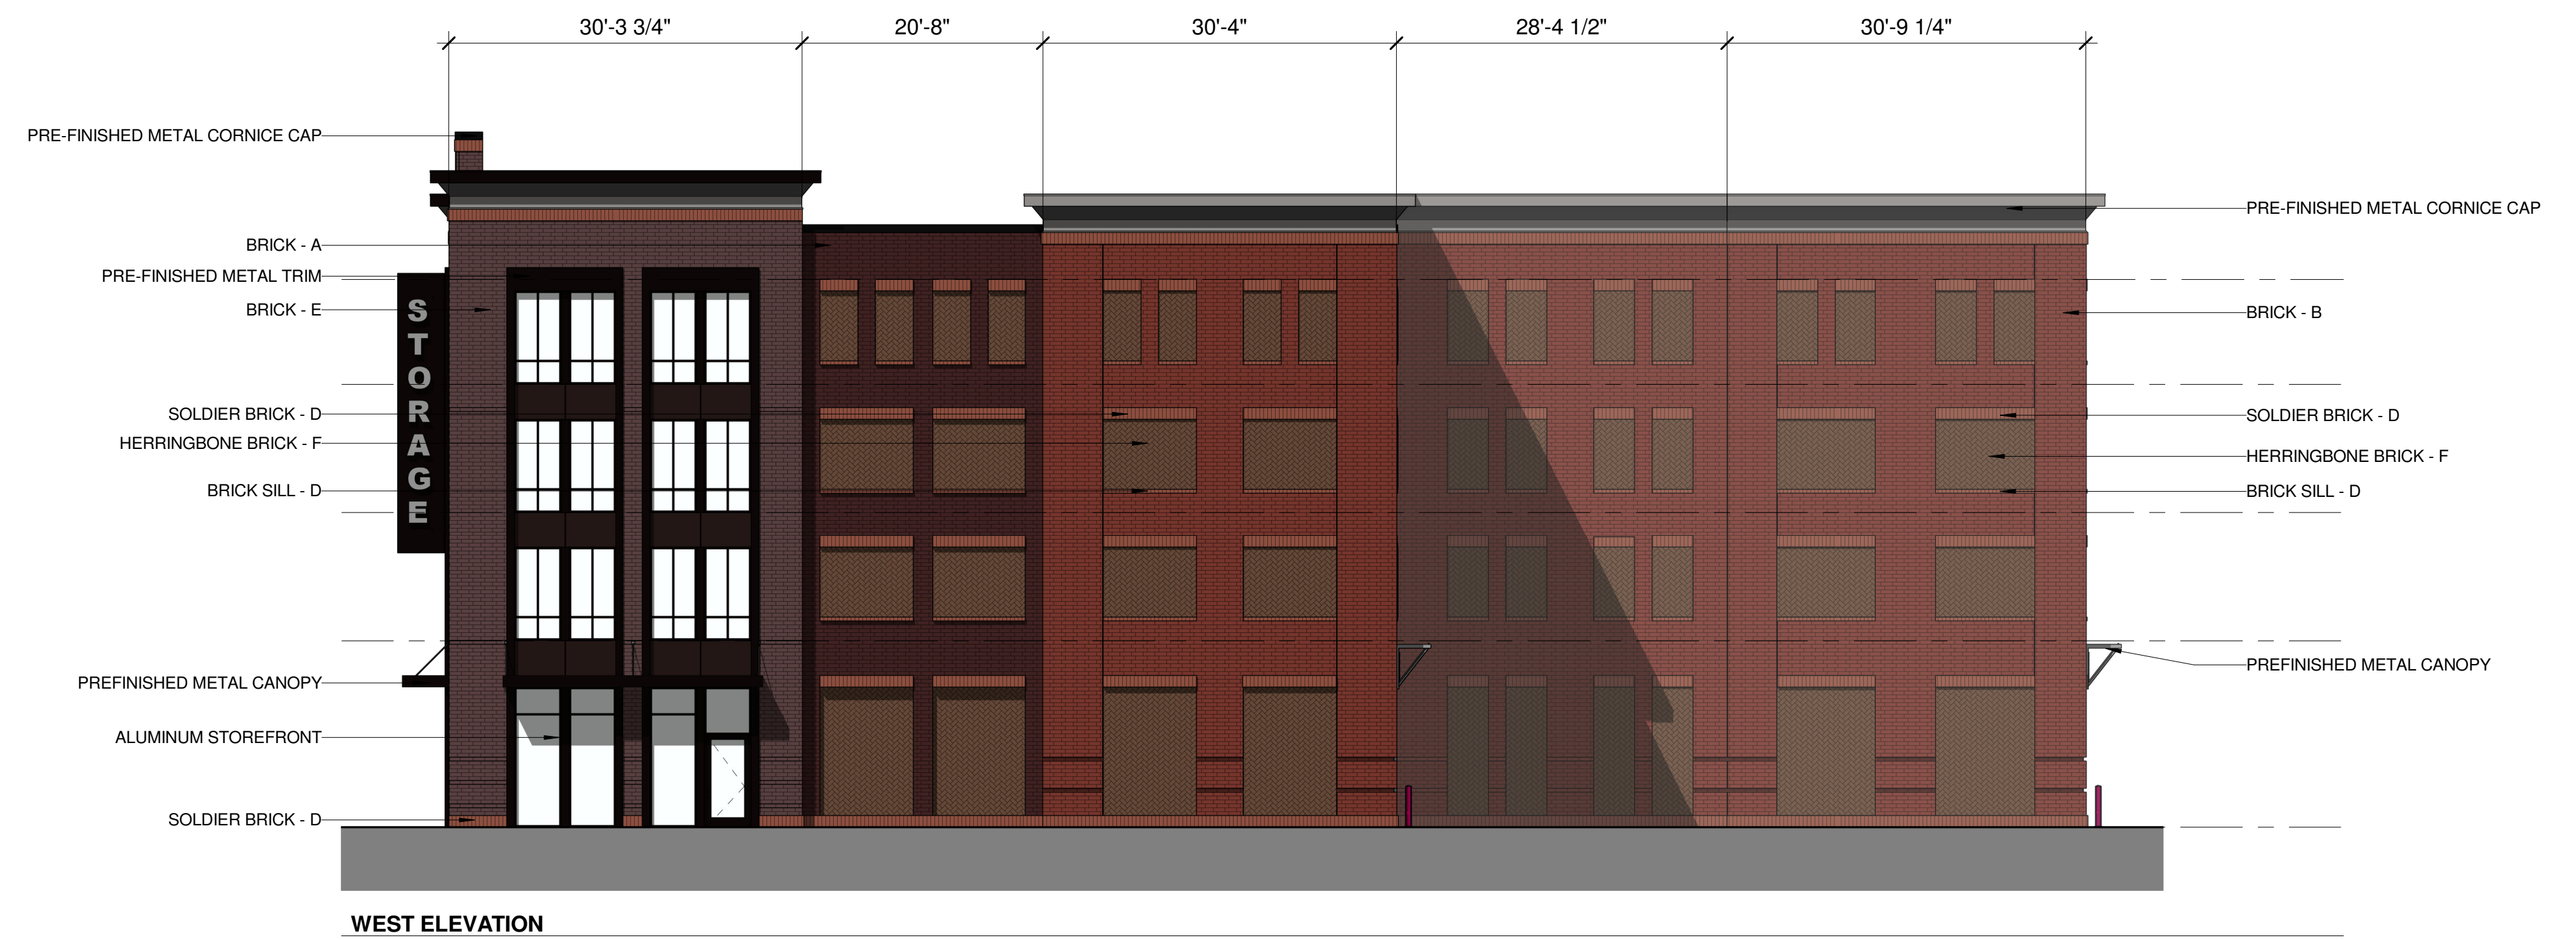 30'-3 3/4"
20'-8"
30'-4"
28'-4 1/2"
30'-9 1/4"
PRE-FINISHED METAL CORNICE CAP
BRICK - A
PRE-FINISHED METAL TRIM
BRICK - E
SOLDIER BRICK - D
HERRINGBONE BRICK - F
BRICK SILL - D
PREFINISHED METAL CANOPY
ALUMINUM STOREFRONT
SOLDIER BRICK - D
STORAGE
PRE-FINISHED METAL CORNICE CAP
BRICK - B
SOLDIER BRICK - D
HERRINGBONE BRICK - F
BRICK SILL - D
PREFINISHED METAL CANOPY
WEST ELEVATION